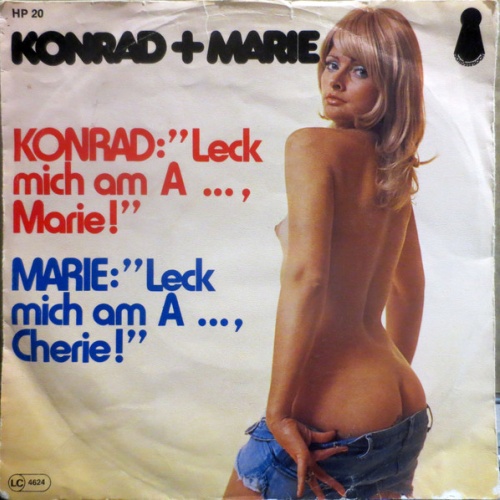 HP 20
KONRAD + MARIE
KONRAD:"Leck
mich am A ...,
Marie!"
MARIE:"Leck
mich am A ...,
Cherie!"
LC 4624